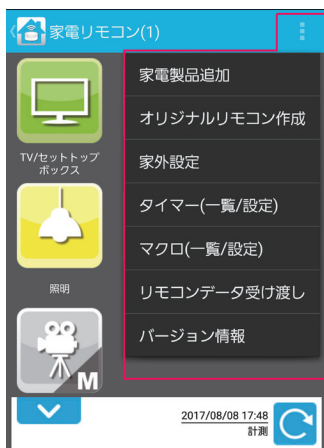 家電リモコン(1)
家電製品追加
オリジナルリモコン作成
家外設定
タイマー(一覧/設定)
マクロ(一覧/設定)
リモコンデータ受け渡し
バージョン情報
TV/セットトップ
ボックス
照明
M
2017/08/08 17:48
計測